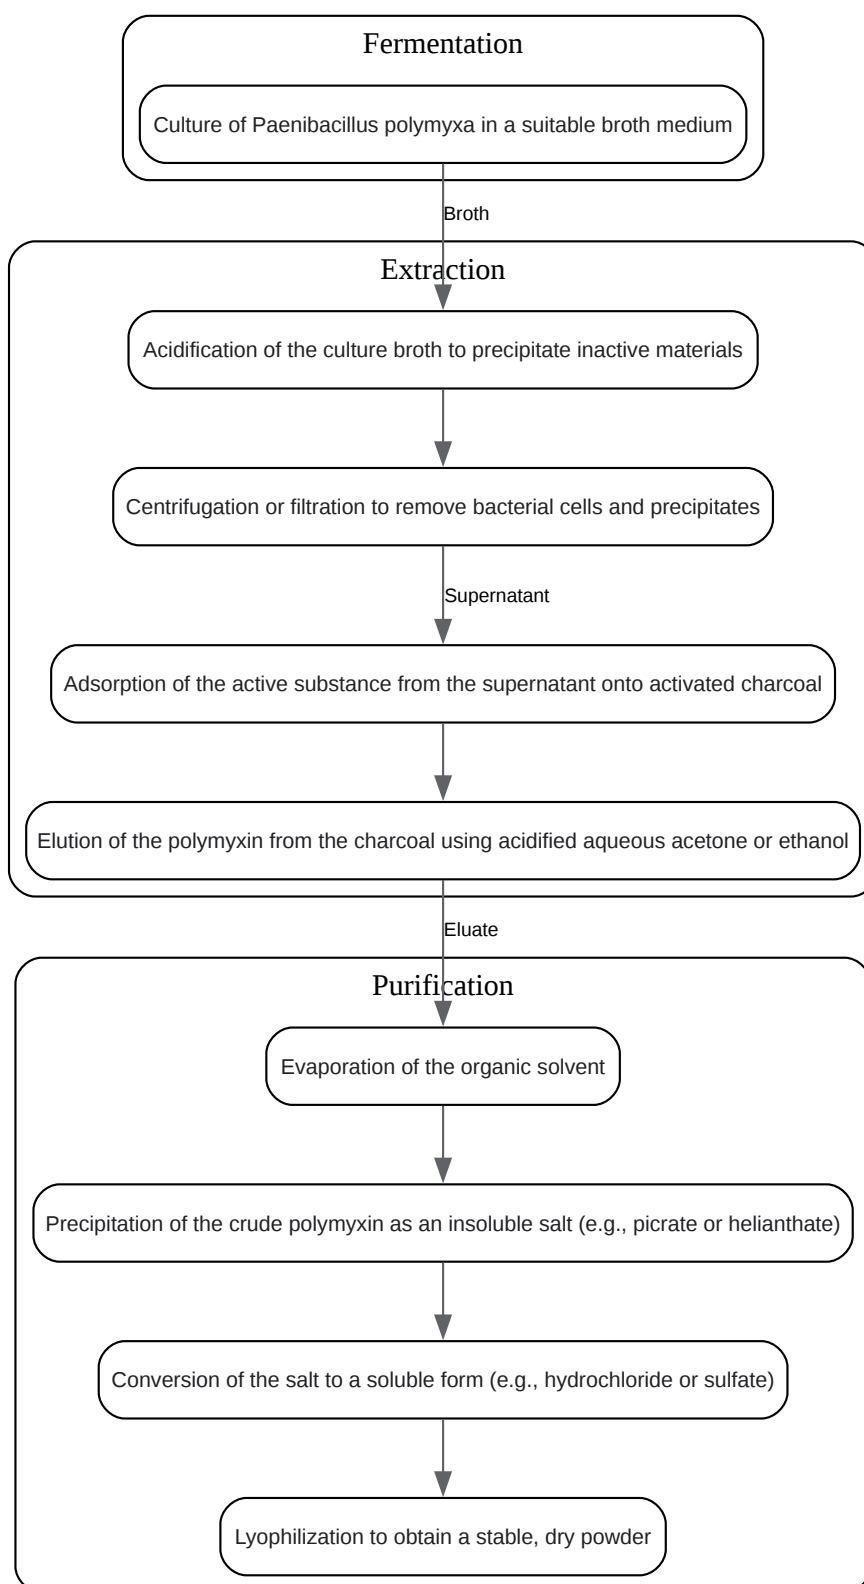 Fermentation
Culture of Paenibacillus polymyxa in a suitable broth medium
Broth
Extraction
Acidification of the culture broth to precipitate inactive materials
Centrifugation or filtration to remove bacterial cells and precipitates
Supernatant
Adsorption of the active substance from the supernatant onto activated charcoal
Elution of the polymyxin from the charcoal using acidified aqueous acetone or ethanol
Eluate
Purification
Evaporation of the organic solvent
Precipitation of the crude polymyxin as an insoluble salt (e.g., picrate or helianthate)
Conversion of the salt to a soluble form (e.g., hydrochloride or sulfate)
Lyophilization to obtain a stable, dry powder